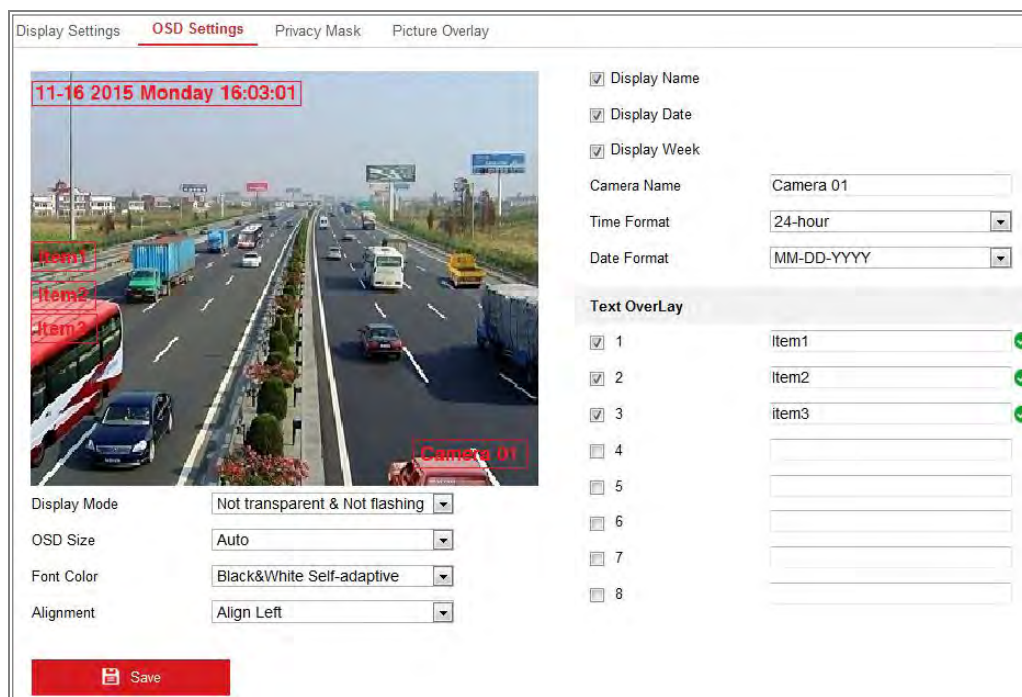 Display Settings OSD Settings Privacy Mask Picture Overlay
11-16 2015 Monday 16:03:01
Item1
Item2
Item3
Camera 01
Display Mode Not transparent & Not flashing
OSD Size Auto
Font Color Black&White Self-adaptive
Alignment Align Left
Save
Display Name
Display Date
Display Week
Camera Name Camera 01
Time Format 24-hour
Date Format MM-DD-YYYY
Text OverLay
1 Item1
2 Item2
3 item3
4
5
6
7
8